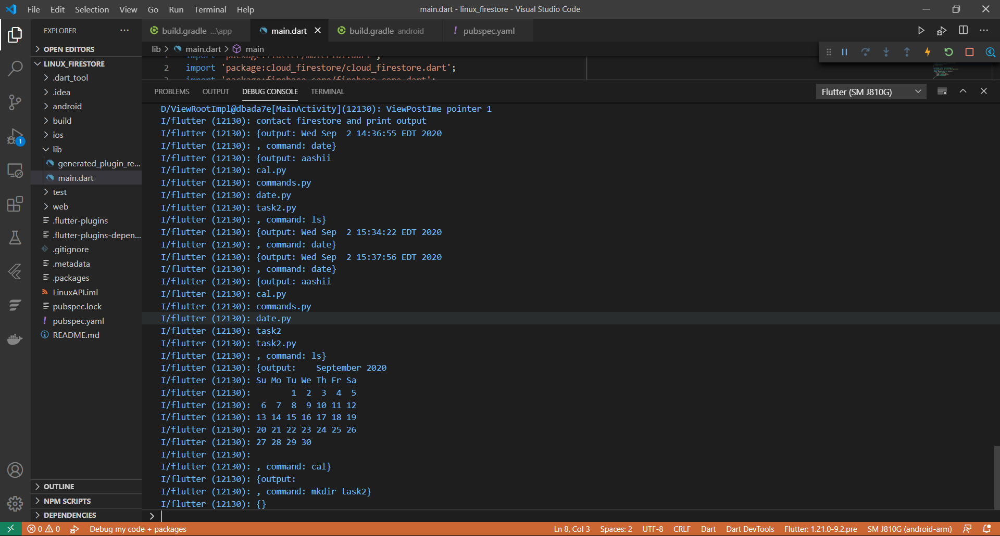 File Edit Selection View Go Run Terminal Help
main.dart - linux_firestore - Visual Studio Code
EXPLORER
build.gradle ...\app
main.dart
build.gradle android
! pubspec.yaml
OPEN EDITORS
LINUX_FIRESTORE
.dart_tool
.idea
android
build
ios
lib
generated_plugin_re...
main.dart
test
web
.flutter-plugins
.flutter-plugins-depen...
.gitignore
.metadata
.packages
LinuxAPI.iml
pubspec.lock
! pubspec.yaml
README.md
OUTLINE
NPM SCRIPTS
DEPENDENCIES
1
lib > main.dart > main
1 import 'package:flutter/material.dart';
2 import 'package:cloud_firestore/cloud_firestore.dart';
3 import 'package:firebase_core/firebase_core.dart';
PROBLEMS OUTPUT DEBUG CONSOLE TERMINAL
Flutter (SM J810G)
D/ViewRootImpl@dbada7e[MainActivity](12130): ViewPostIme pointer 1
I/flutter (12130): contact firestore and print output
I/flutter (12130): {output: Wed Sep  2 14:36:55 EDT 2020
I/flutter (12130): , command: date}
I/flutter (12130): {output: aashii
I/flutter (12130): cal.py
I/flutter (12130): commands.py
I/flutter (12130): date.py
I/flutter (12130): task2.py
I/flutter (12130): , command: ls}
I/flutter (12130): {output: Wed Sep  2 15:34:22 EDT 2020
I/flutter (12130): , command: date}
I/flutter (12130): {output: Wed Sep  2 15:37:56 EDT 2020
I/flutter (12130): , command: date}
I/flutter (12130): {output: aashii
I/flutter (12130): cal.py
I/flutter (12130): commands.py
I/flutter (12130): date.py
I/flutter (12130): task2
I/flutter (12130): task2.py
I/flutter (12130): , command: ls}
I/flutter (12130): {output:    September 2020
I/flutter (12130): Su Mo Tu We Th Fr Sa
I/flutter (12130):        1  2  3  4  5
I/flutter (12130):  6  7  8  9 10 11 12
I/flutter (12130): 13 14 15 16 17 18 19
I/flutter (12130): 20 21 22 23 24 25 26
I/flutter (12130): 27 28 29 30
I/flutter (12130):
I/flutter (12130): , command: cal}
I/flutter (12130): {output:
I/flutter (12130): , command: mkdir task2}
I/flutter (12130): {}
>
0 0 Debug my code + packages
Ln 8, Col 3 Spaces: 2 UTF-8 CRLF Dart Dart DevTools Flutter: 1.21.0-9.2.pre SM J810G (android-arm)